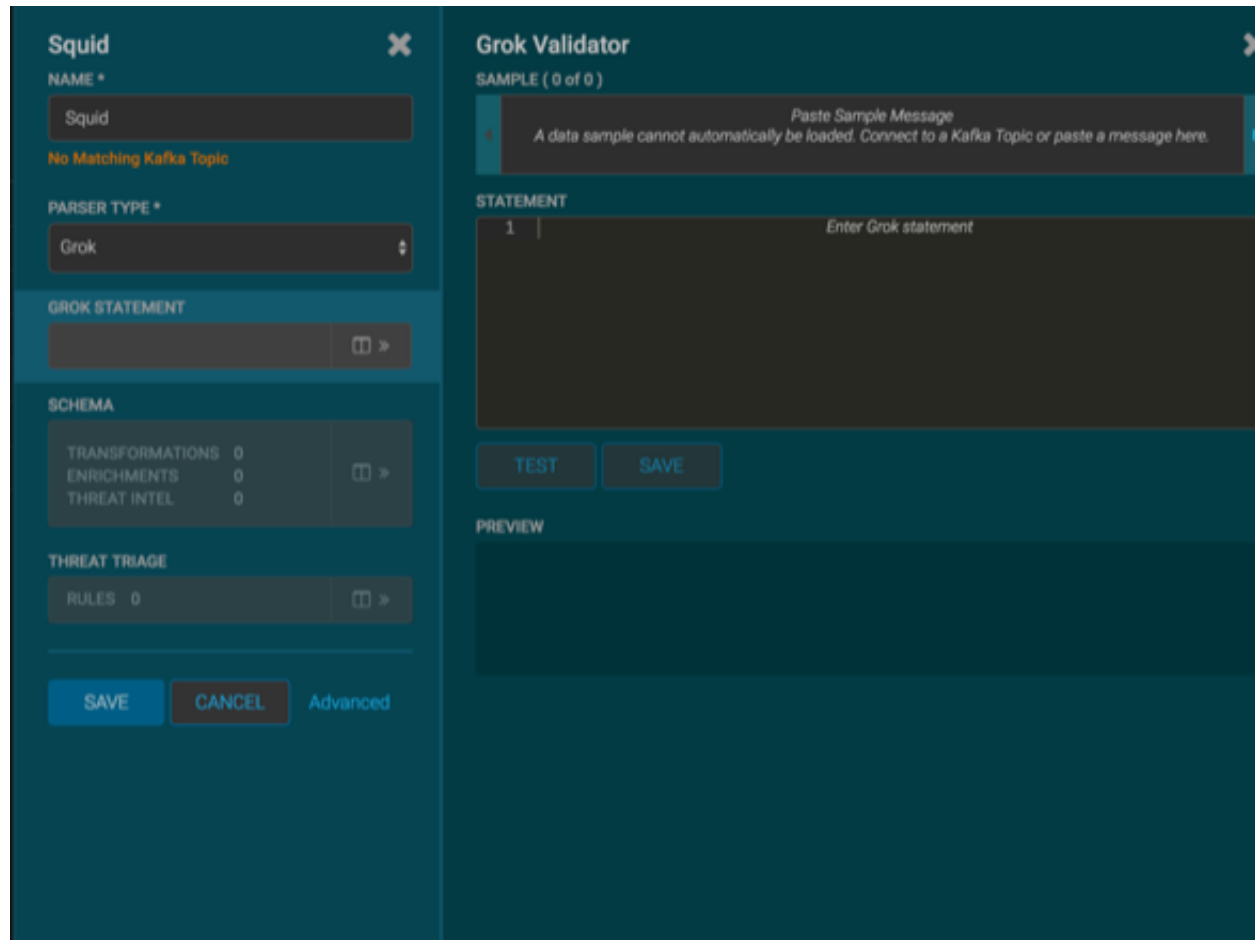 Squid
NAME *
Squid
No Matching Kafka Topic
PARSER TYPE *
Grok
GROK STATEMENT
SCHEMA
TRANSFORMATIONS 0
ENRICHMENTS 0
THREAT INTEL 0
THREAT TRIAGE
RULES 0
SAVE CANCEL Advanced
Grok Validator
SAMPLE ( 0 of 0 )
Paste Sample Message
A data sample cannot automatically be loaded. Connect to a Kafka Topic or paste a message here.
STATEMENT
1 Enter Grok statement
TEST SAVE
PREVIEW